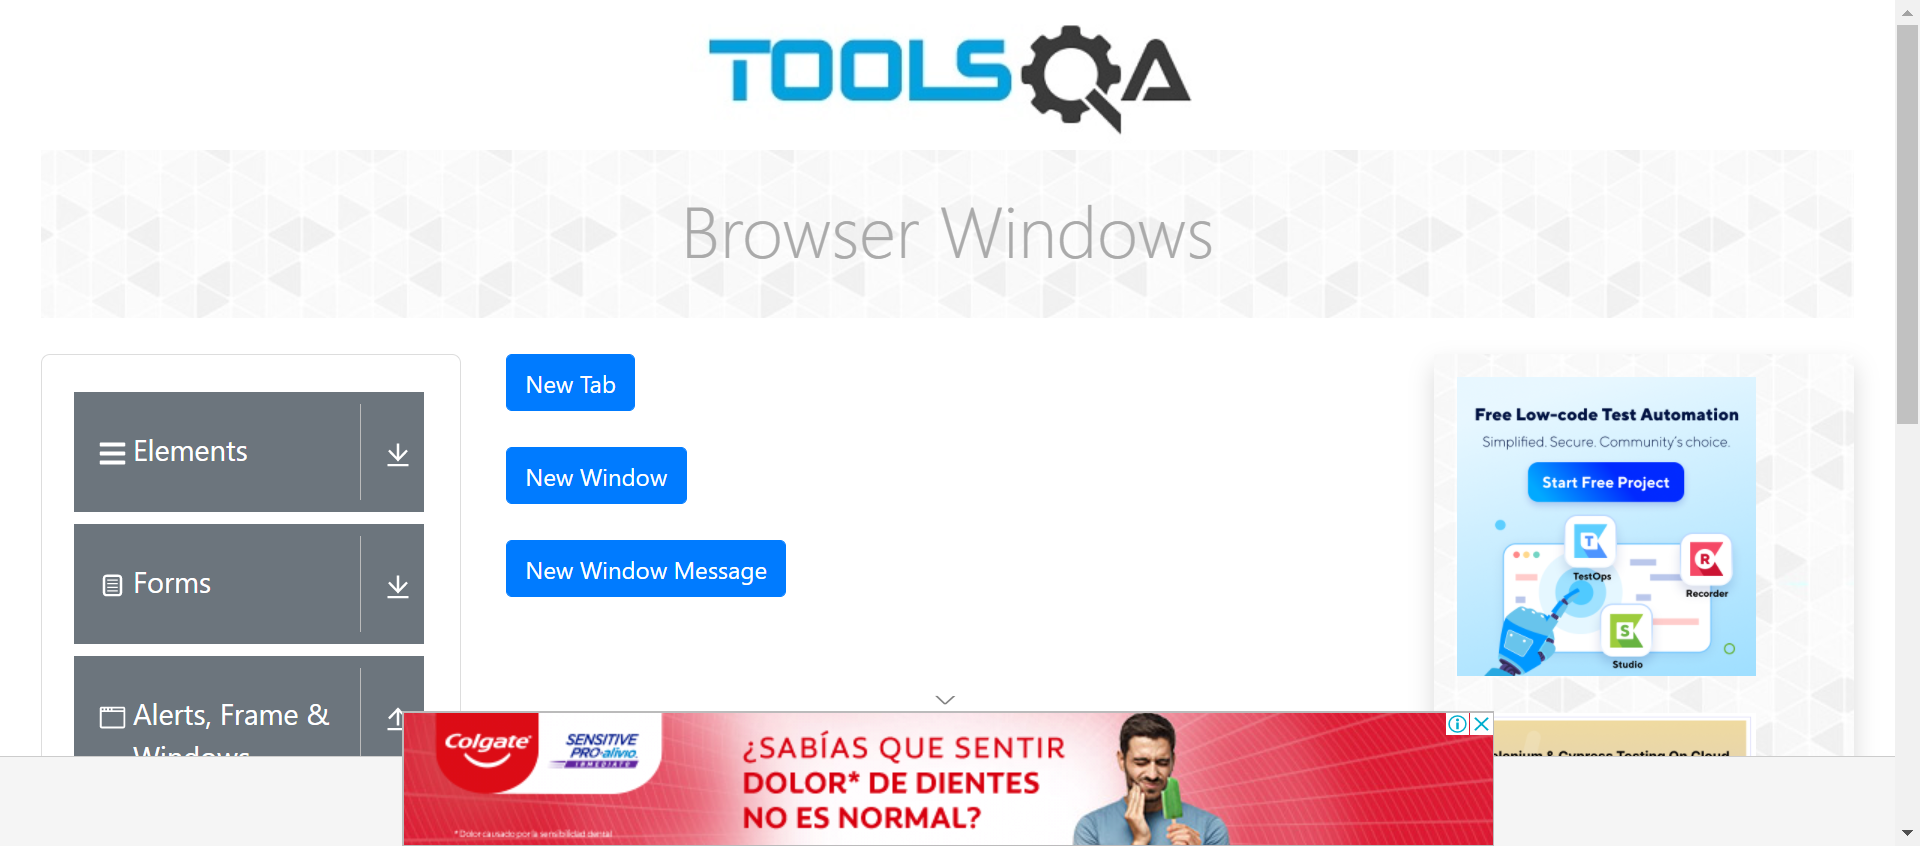 TOOLSQA
Browser Windows
Elements
Forms
Alerts, Frame &
Windows
New Tab
New Window
New Window Message
Free Low-code Test Automation
Simplified. Secure. Community's choice.
Start Free Project
T
TestOps
R
Recorder
S
Studio
lenium & Cypress Testing On Cloud
Colgate
SENSITIVE
PRO-alivio
INMEDIATO
¿SABÍAS QUE SENTIR
DOLOR* DE DIENTES
NO ES NORMAL?
*Dolor causado por la sensibilidad dental